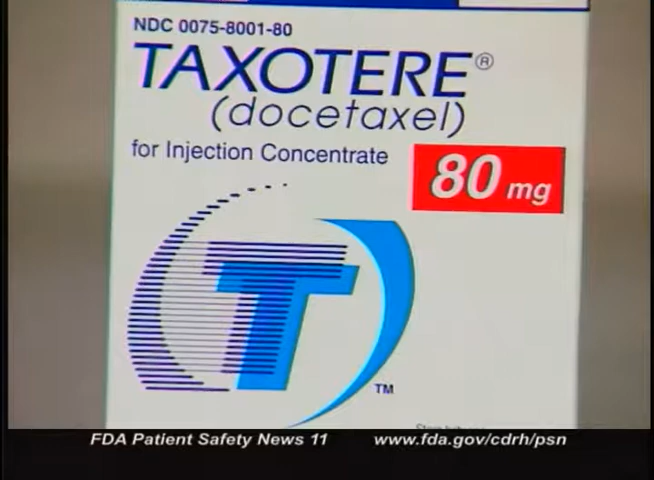 NDC 0075-8001-80
TAXOTERE®
(docetaxel)
for Injection Concentrate
80 mg
T
TM
FDA Patient Safety News 11 www.fda.gov/cdrh/psn